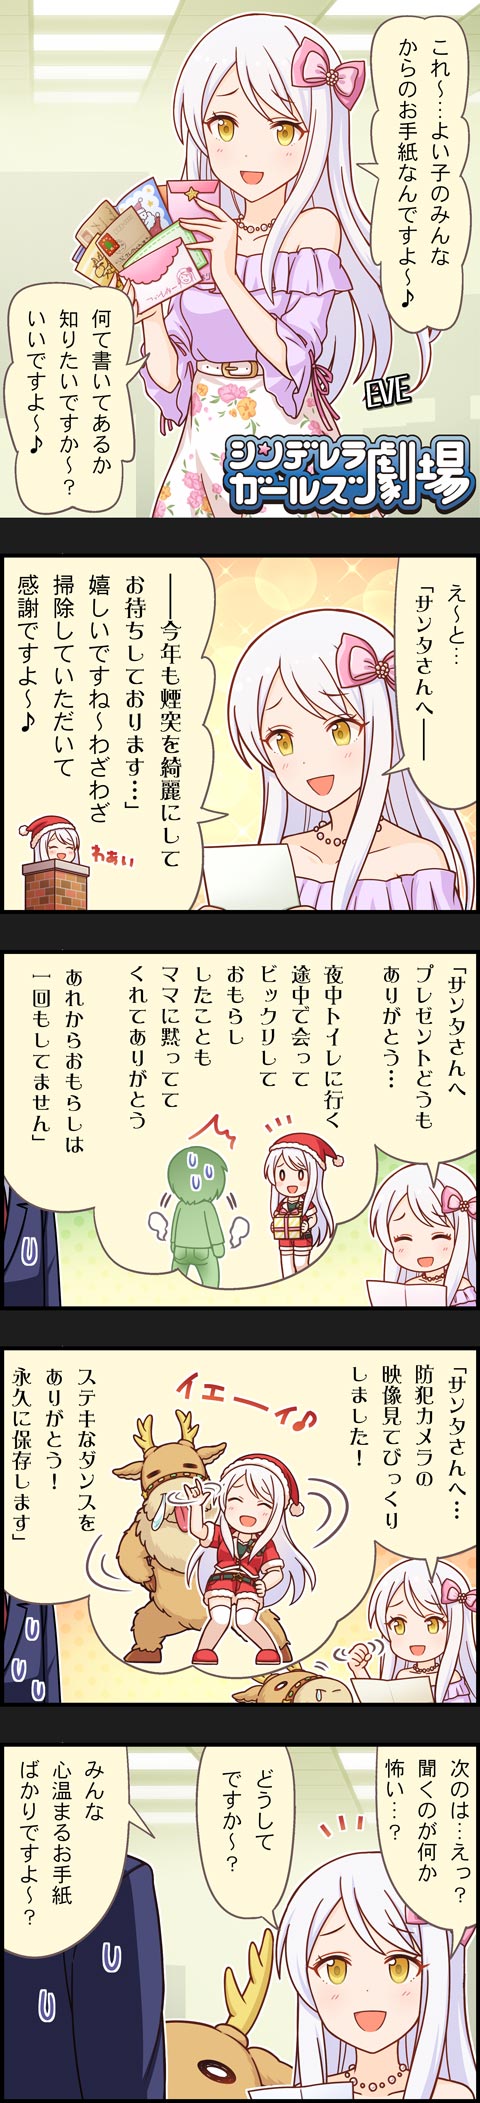 これ～…よい子のみんな
からのお手紙なんですよ～♪
EVE
何て書いてあるか
知りたいですか～？
いいですよ～♪
シンデレラ
ガールズ劇場
え～と…
「サンタさんへ――
――今年も煙突を綺麗にして
お待ちしております…」
嬉しいですね～わざわざ
掃除していただいて
感謝ですよ～♪
わあぃ
「サンタさんへ
プレゼントどうも
ありがとう…
夜中トイレに行く
途中で会って
ビックリして
おもらし
したことも
ママに黙ってて
くれてありがとう
あれからおもらしは
一回もしてません」
「サンタさんへ…
防犯カメラの
映像見てびっくり
しました！
イエーイ♪
ステキなダンスを
ありがとう！
永久に保存します」
次のは…えっ？
聞くのが何か
怖い…？
どうして
ですか～？
みんな
心温まるお手紙
ばかりですよ～？